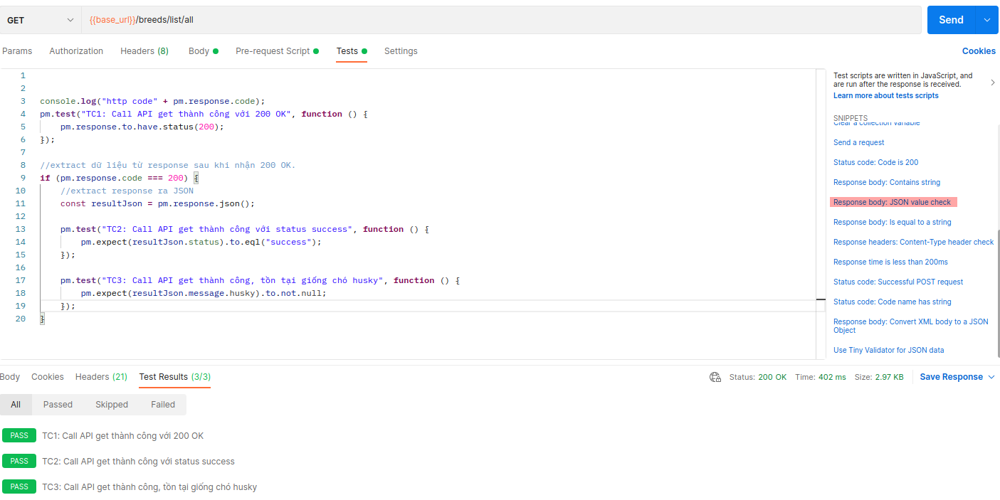 GET
{{base_url}}/breeds/list/all
Send
Params Authorization Headers (8) Body Pre-request Script Tests Settings Cookies
1
2
3 console.log("http code" + pm.response.code);
4 pm.test("TC1: Call API get thành công với 200 OK", function () {
5 pm.response.to.have.status(200);
6 });
7
8 //extract dữ liệu từ response sau khi nhận 200 OK.
9 if (pm.response.code === 200) {
10 //extract response ra JSON
11 const resultJson = pm.response.json();
12
13 pm.test("TC2: Call API get thành công với status success", function () {
14 pm.expect(resultJson.status).to.eql("success");
15 });
16
17 pm.test("TC3: Call API get thành công, tồn tại giống chó husky", function () {
18 pm.expect(resultJson.message.husky).to.not.null;
19 });
20 }
Test scripts are written in JavaScript, and
are run after the response is received.
Learn more about tests scripts
SNIPPETS
Clear a collection variable
Send a request
Status code: Code is 200
Response body: Contains string
Response body: JSON value check
Response body: Is equal to a string
Response headers: Content-Type header check
Response time is less than 200ms
Status code: Successful POST request
Status code: Code name has string
Response body: Convert XML body to a JSON
Object
Use Tiny Validator for JSON data
Body Cookies Headers (21) Test Results (3/3) Status: 200 OK Time: 402 ms Size: 2.97 KB Save Response
All Passed Skipped Failed
PASS TC1: Call API get thành công với 200 OK
PASS TC2: Call API get thành công với status success
PASS TC3: Call API get thành công, tồn tại giống chó husky